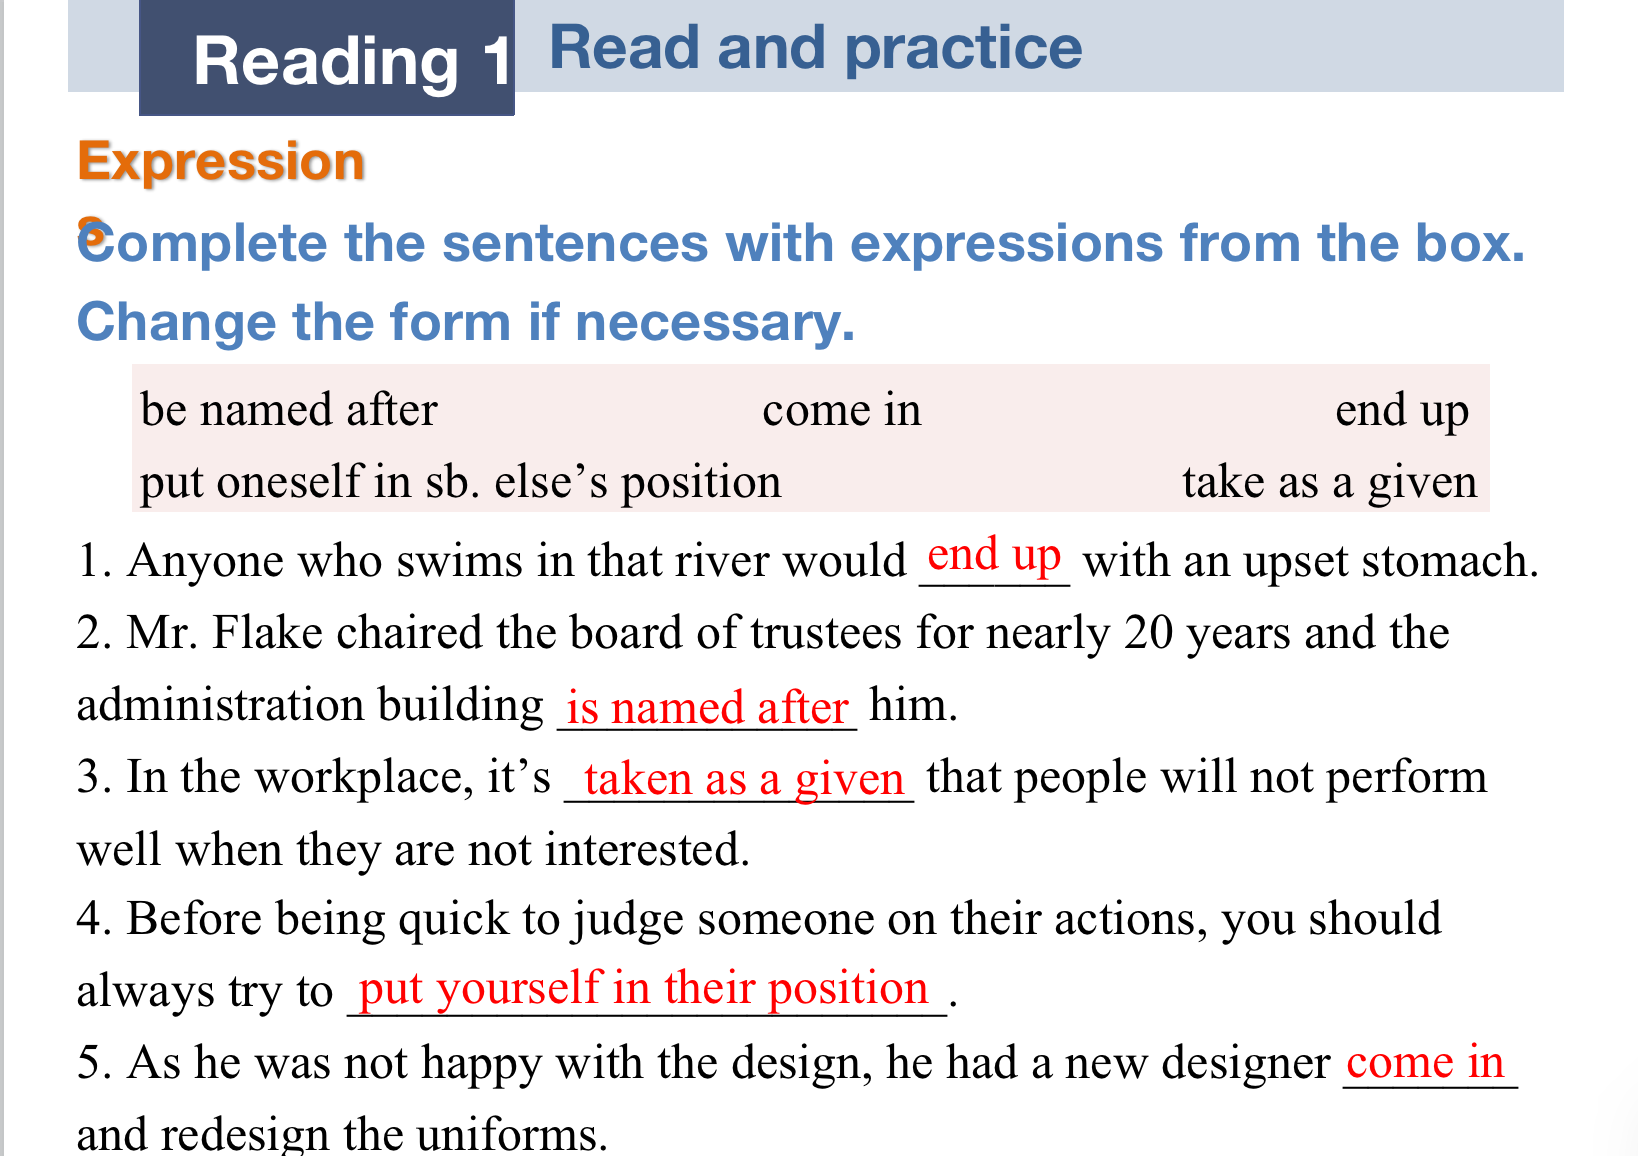 Reading 1 Read and practice
Expression
s
Complete the sentences with expressions from the box.
Change the form if necessary.
be named after come in end up
put oneself in sb. else’s position take as a given
1. Anyone who swims in that river would end up with an upset stomach.
2. Mr. Flake chaired the board of trustees for nearly 20 years and the
administration building is named after him.
3. In the workplace, it’s taken as a given that people will not perform
well when they are not interested.
4. Before being quick to judge someone on their actions, you should
always try to put yourself in their position.
5. As he was not happy with the design, he had a new designer come in
and redesign the uniforms.